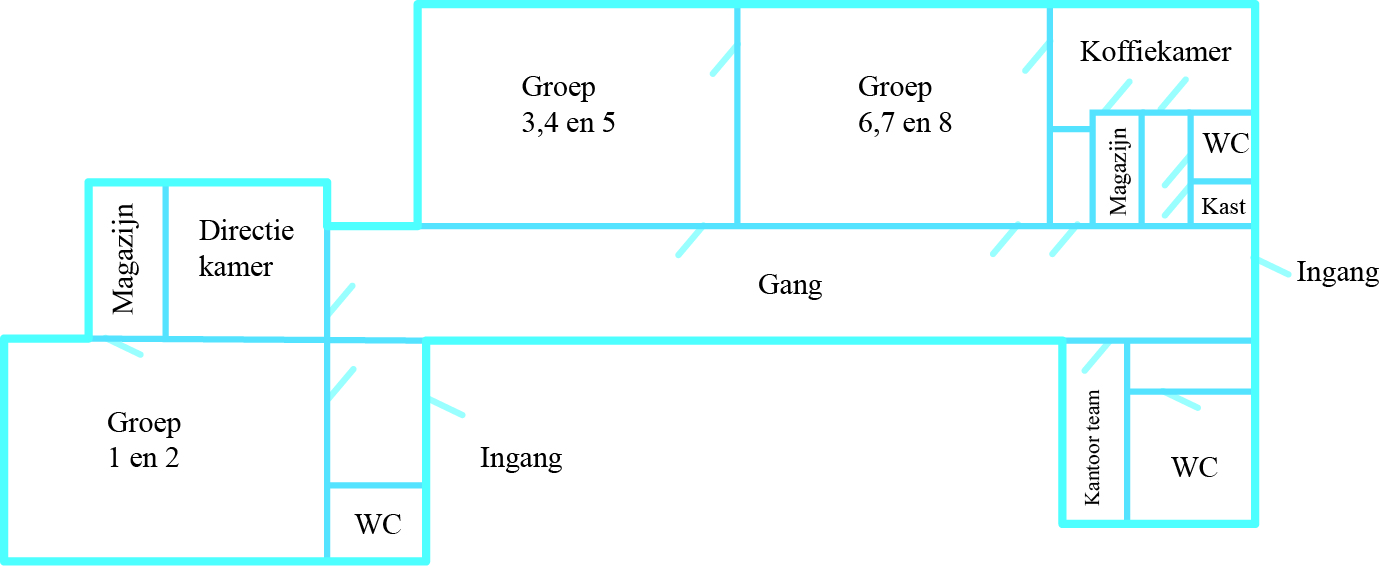 Koffiekamer
Groep
3,4 en 5
Groep
6,7 en 8
Magazijn
WC
Kast
Magazijn
Directie
kamer
Gang
Ingang
Groep
1 en 2
Ingang
WC
Kantoor team
WC